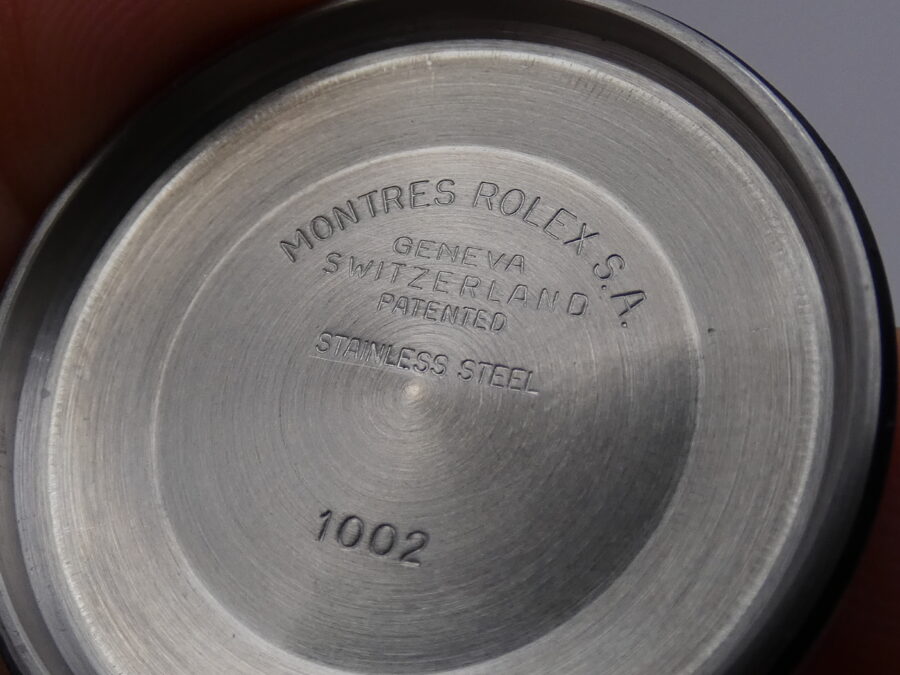 MONTRES ROLEX S.A.
GENEVA
SWITZERLAND
PATENTED
STAINLESS STEEL
1002